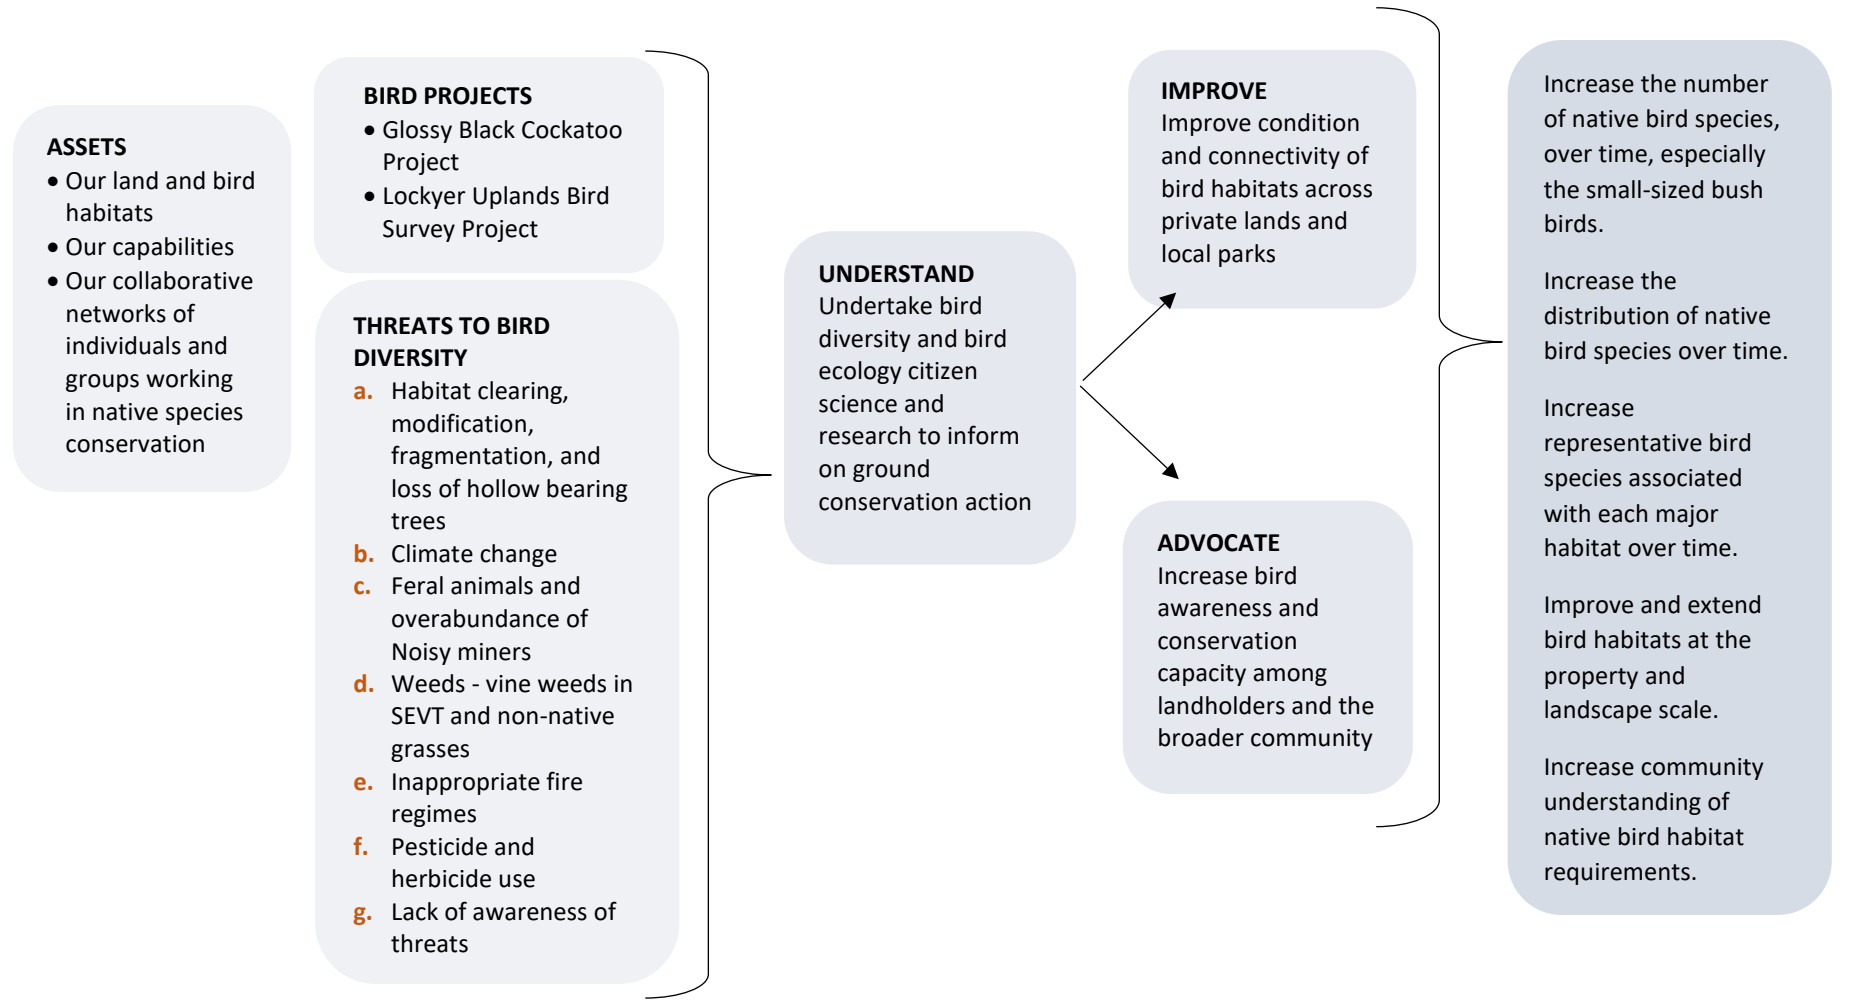 ASSETS
• Our land and bird
habitats
• Our capabilities
• Our collaborative
networks of
individuals and
groups working
in native species
conservation
BIRD PROJECTS
• Glossy Black Cockatoo
Project
• Lockyer Uplands Bird
Survey Project
THREATS TO BIRD
DIVERSITY
a. Habitat clearing,
modification,
fragmentation, and
loss of hollow bearing
trees
b. Climate change
c. Feral animals and
overabundance of
Noisy miners
d. Weeds - vine weeds in
SEVT and non-native
grasses
e. Inappropriate fire
regimes
f. Pesticide and
herbicide use
g. Lack of awareness of
threats
UNDERSTAND
Undertake bird
diversity and bird
ecology citizen
science and
research to inform
on ground
conservation action
IMPROVE
Improve condition
and connectivity of
bird habitats across
private lands and
local parks
ADVOCATE
Increase bird
awareness and
conservation
capacity among
landholders and the
broader community
Increase the number
of native bird species,
over time, especially
the small-sized bush
birds.
Increase the
distribution of native
bird species over time.
Increase
representative bird
species associated
with each major
habitat over time.
Improve and extend
bird habitats at the
property and
landscape scale.
Increase community
understanding of
native bird habitat
requirements.